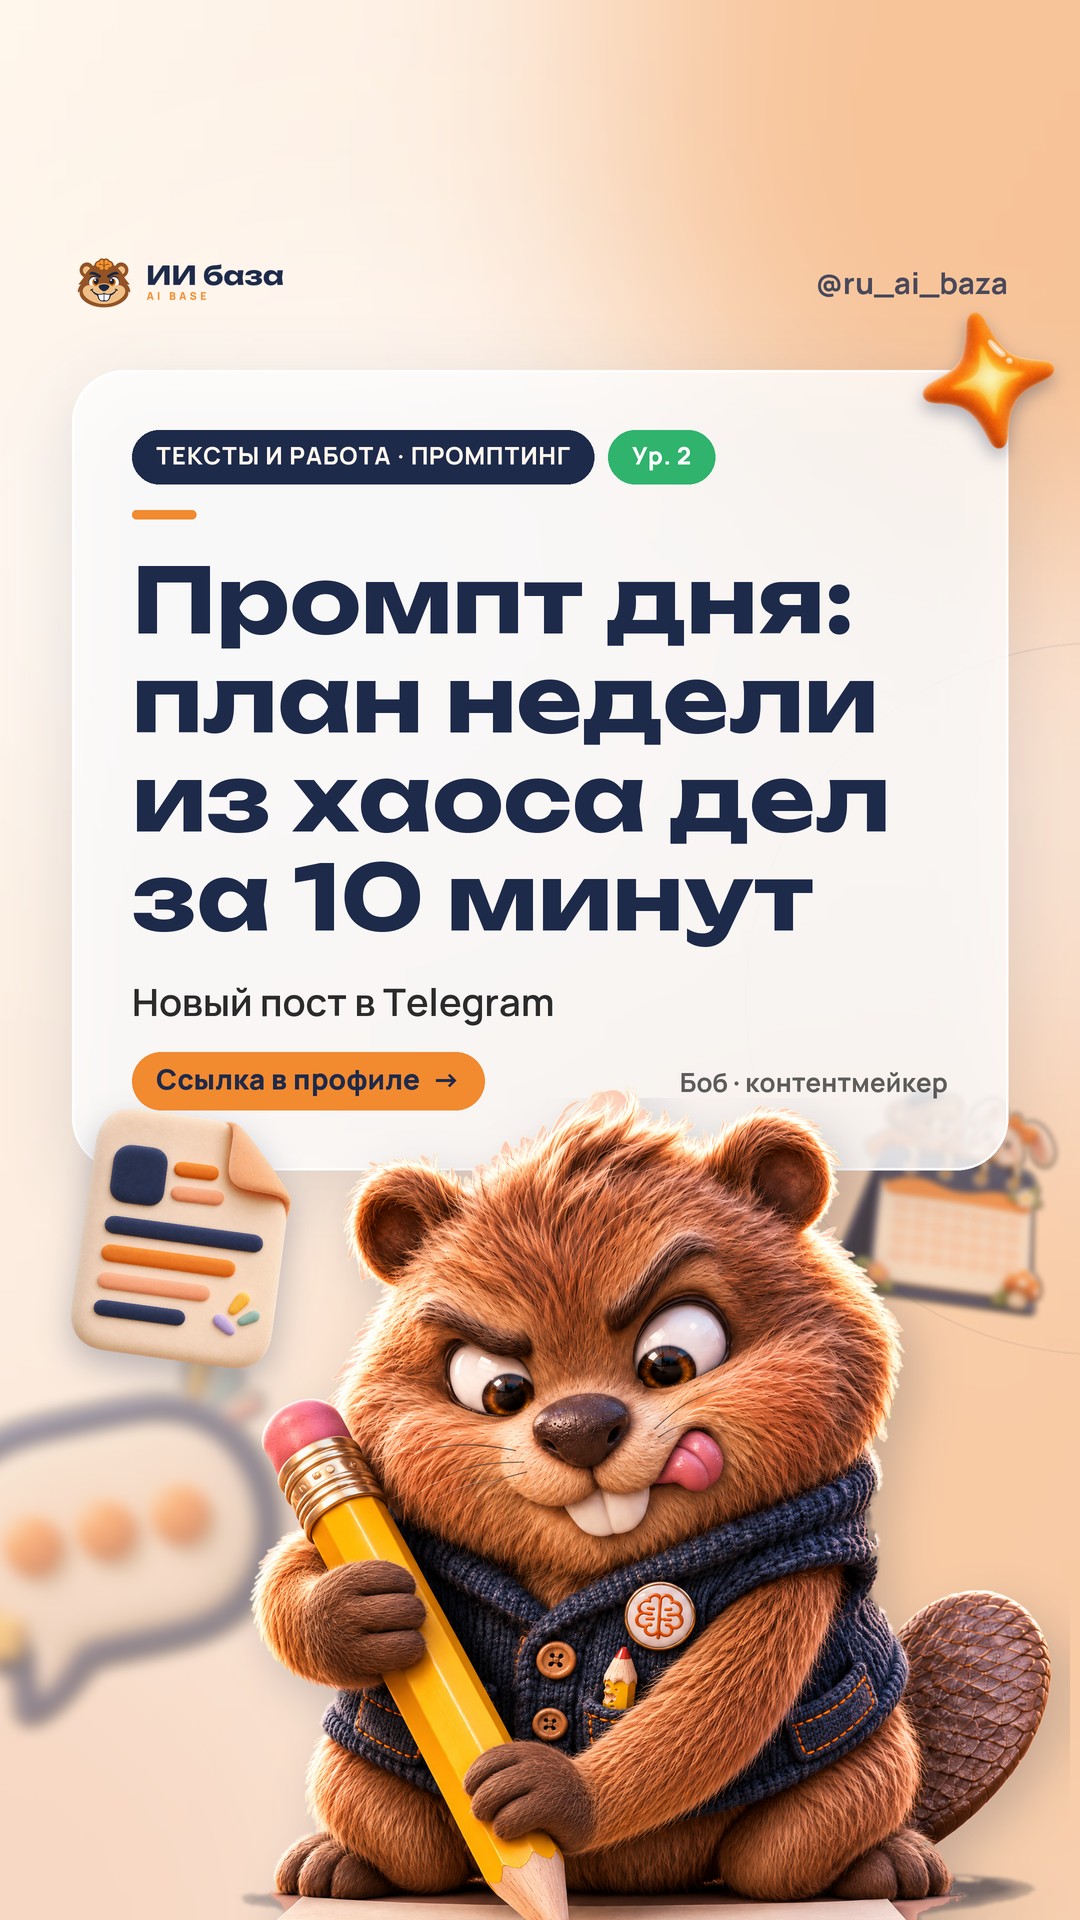 ИИ база
AI BASE
@ru_ai_baza
ТЕКСТЫ И РАБОТА · ПРОМПТИНГ
Ур. 2
Промпт дня:
план недели
из хаоса дел
за 10 минут
Новый пост в Telegram
Ссылка в профиле →
Боб · контентмейкер